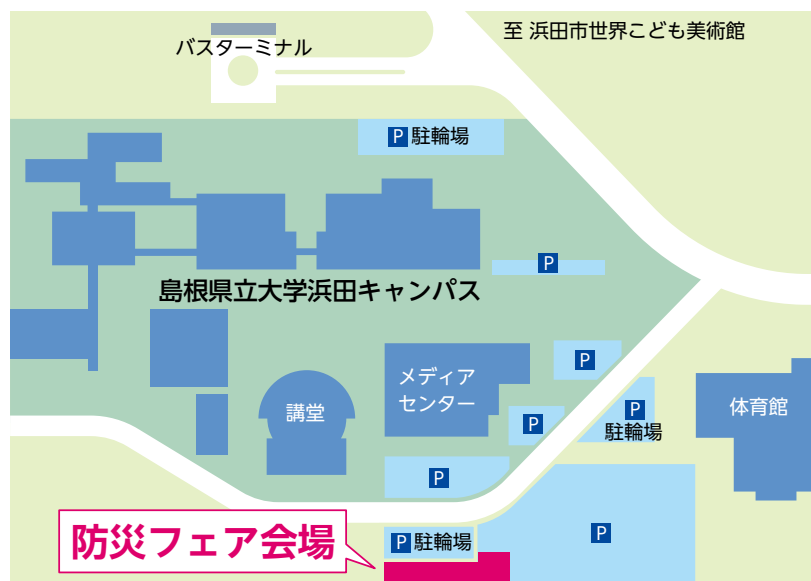 至 浜田市世界こども美術館
バスターミナル
P 駐輪場
P
島根県立大学浜田キャンパス
P
メディア
センター
講堂
P
駐輪場
体育館
P
P
P
P 駐輪場
防災フェア会場